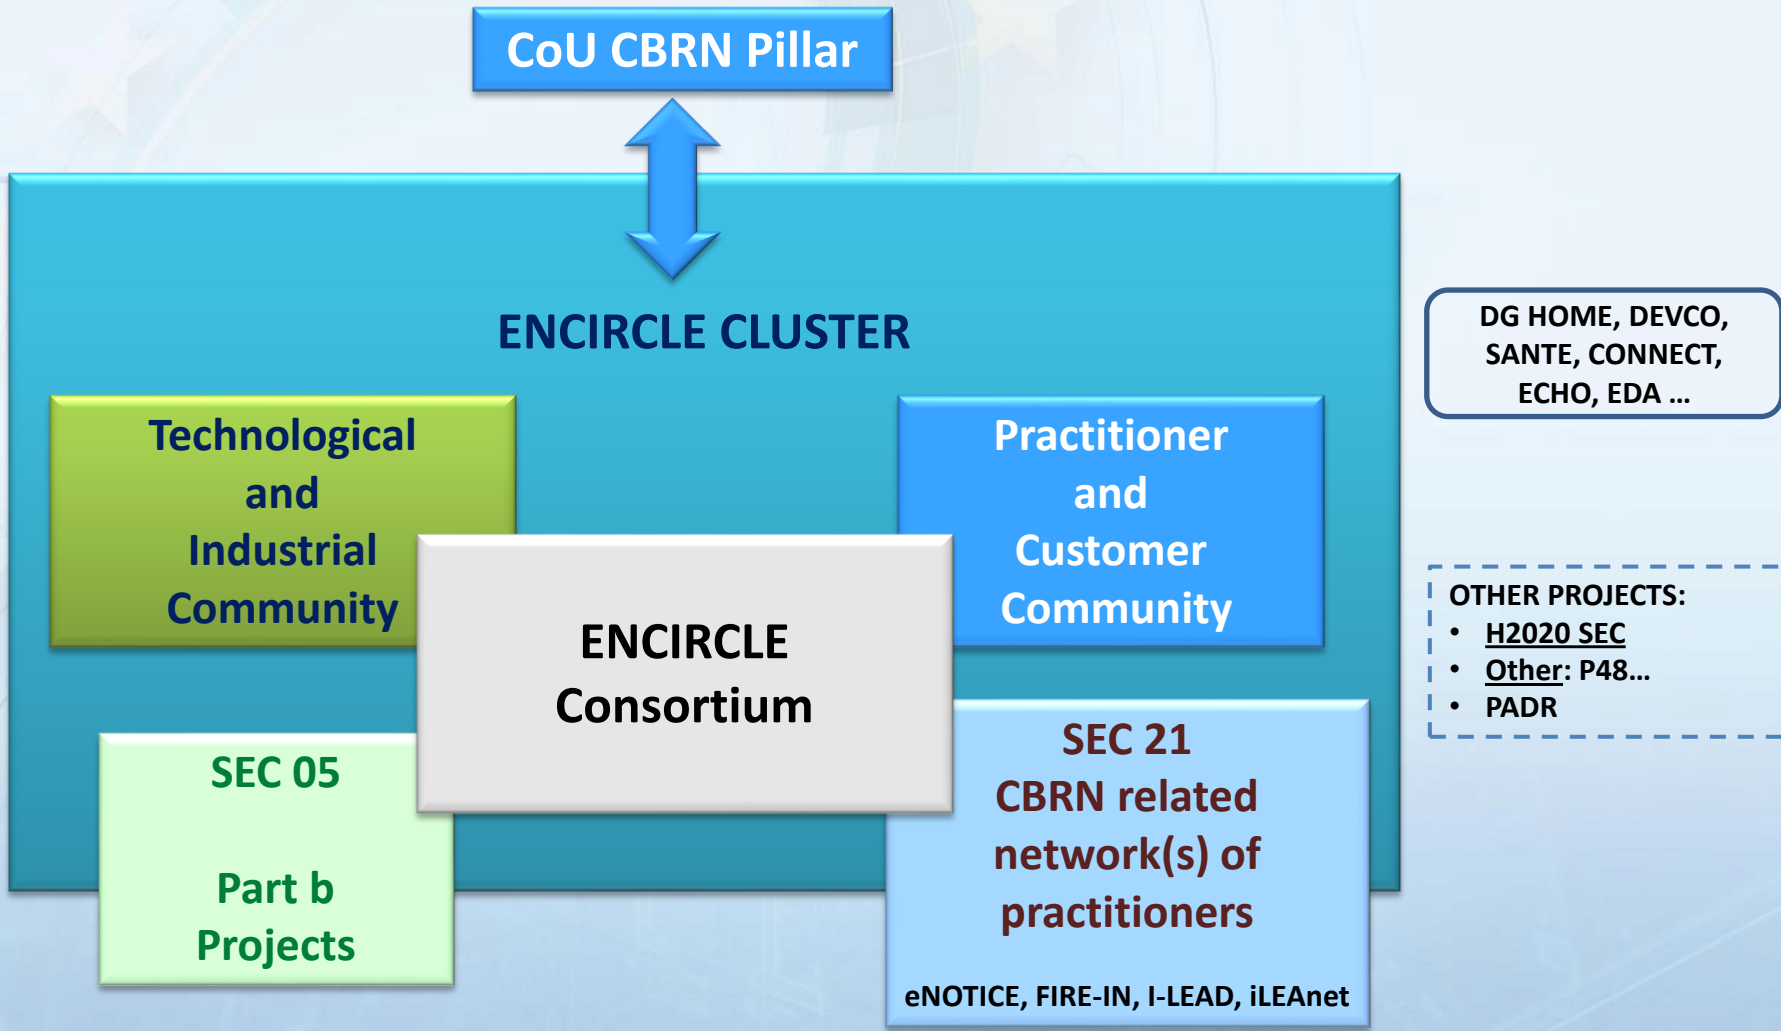 CoU CBRN Pillar
ENCIRCLE CLUSTER
Technological
and
Industrial
Community
Practitioner
and
Customer
Community
ENCIRCLE
Consortium
SEC 05
Part b
Projects
SEC 21
CBRN related
network(s) of
practitioners
eNOTICE, FIRE-IN, I-LEAD, iLEAnet
DG HOME, DEVCO,
SANTE, CONNECT,
ECHO, EDA ...
OTHER PROJECTS:
• H2020 SEC
• Other: P48...
• PADR